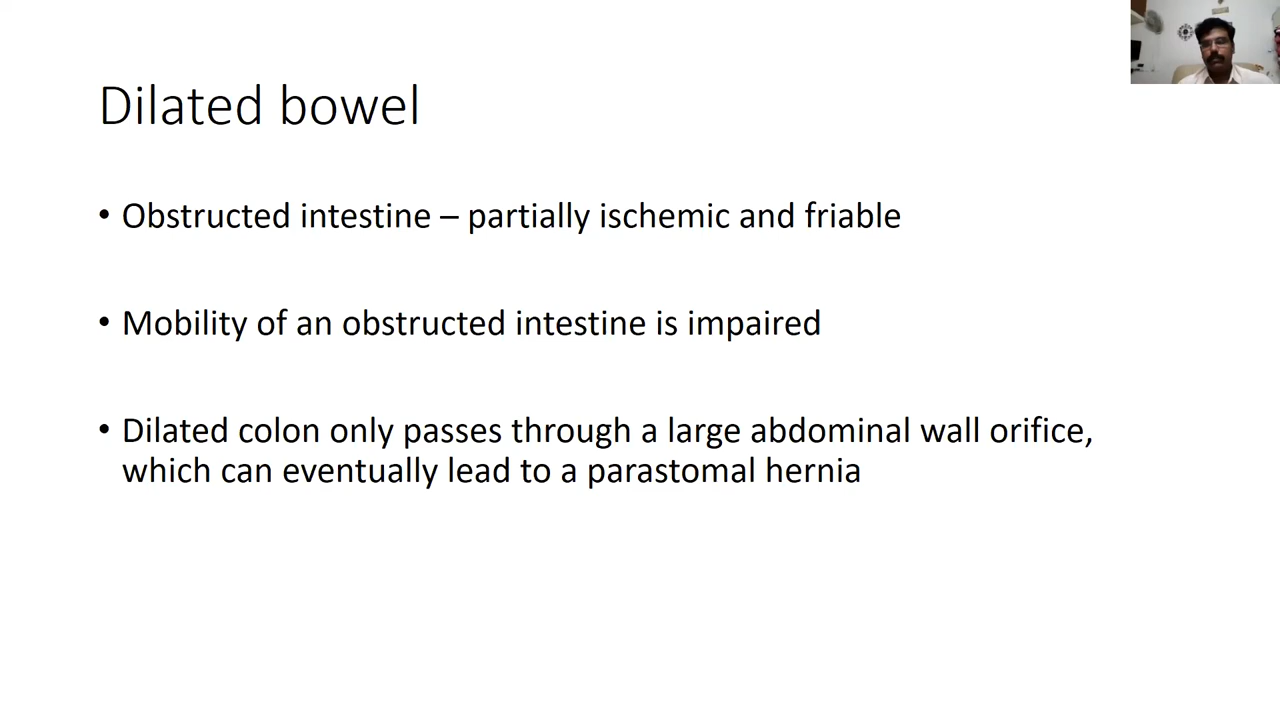 Dilated bowel
• Obstructed intestine – partially ischemic and friable
• Mobility of an obstructed intestine is impaired
• Dilated colon only passes through a large abdominal wall orifice,
which can eventually lead to a parastomal hernia